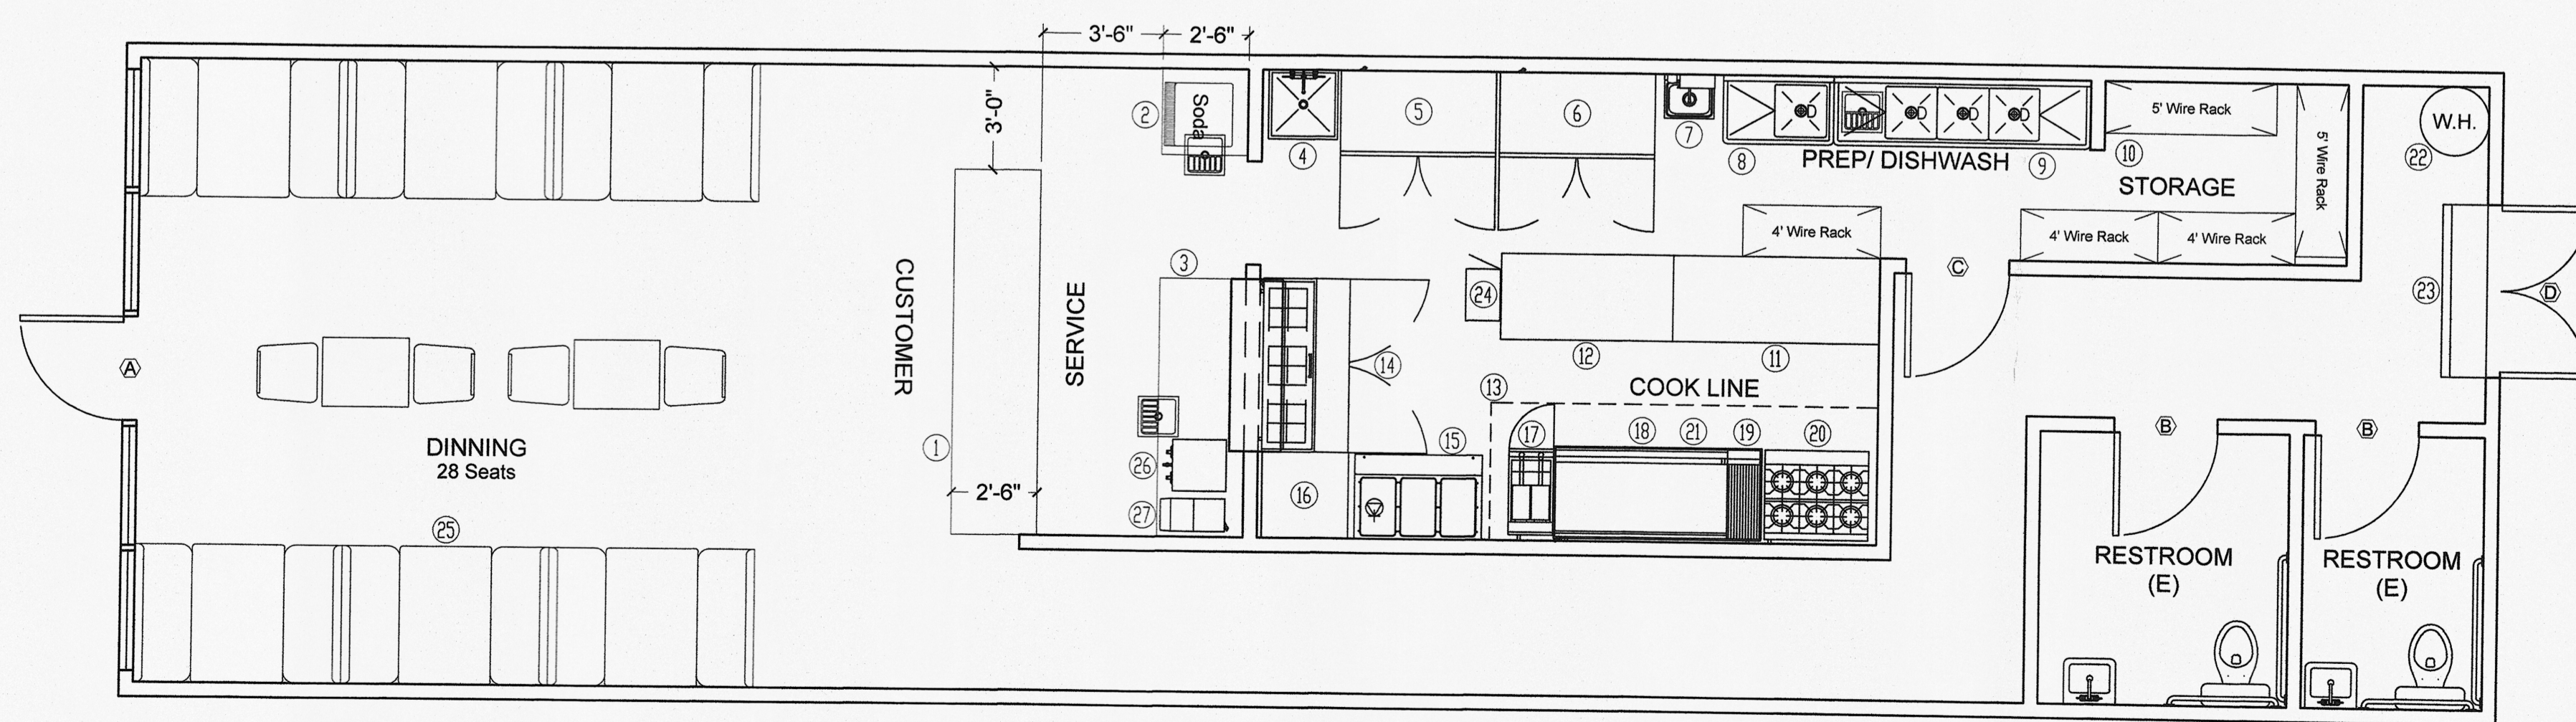 3'-6"
2'-6"
3'-0"
2
Soda
4
5
6
7
8
PREP/ DISHWASH
9
10
5' Wire Rack
5' Wire Rack
STORAGE
W.H.
22
4' Wire Rack
4' Wire Rack
4' Wire Rack
3
CUSTOMER
SERVICE
24
C
23
D
A
12
11
14
13
COOK LINE
DINNING
28 Seats
1
2'-6"
26
27
15
16
17
18
21
19
20
B
B
25
RESTROOM
(E)
RESTROOM
(E)